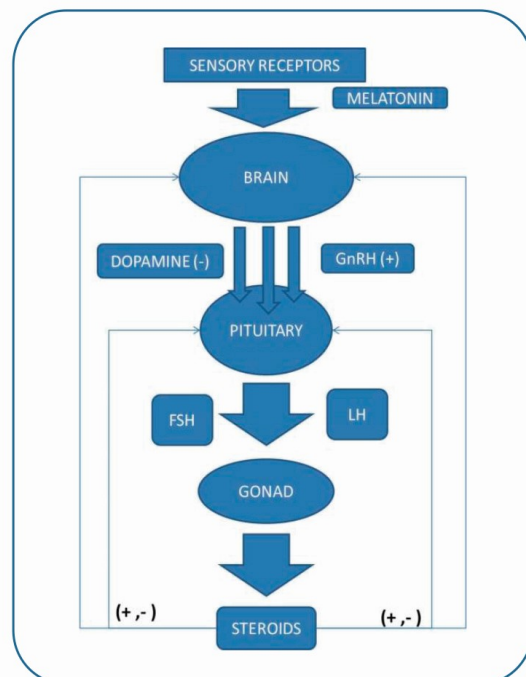 SENSORY RECEPTORS
MELATONIN
BRAIN
DOPAMINE (-)
GnRH (+)
PITUITARY
FSH
LH
GONAD
(+ ,- )
(+ ,- )
STEROIDS